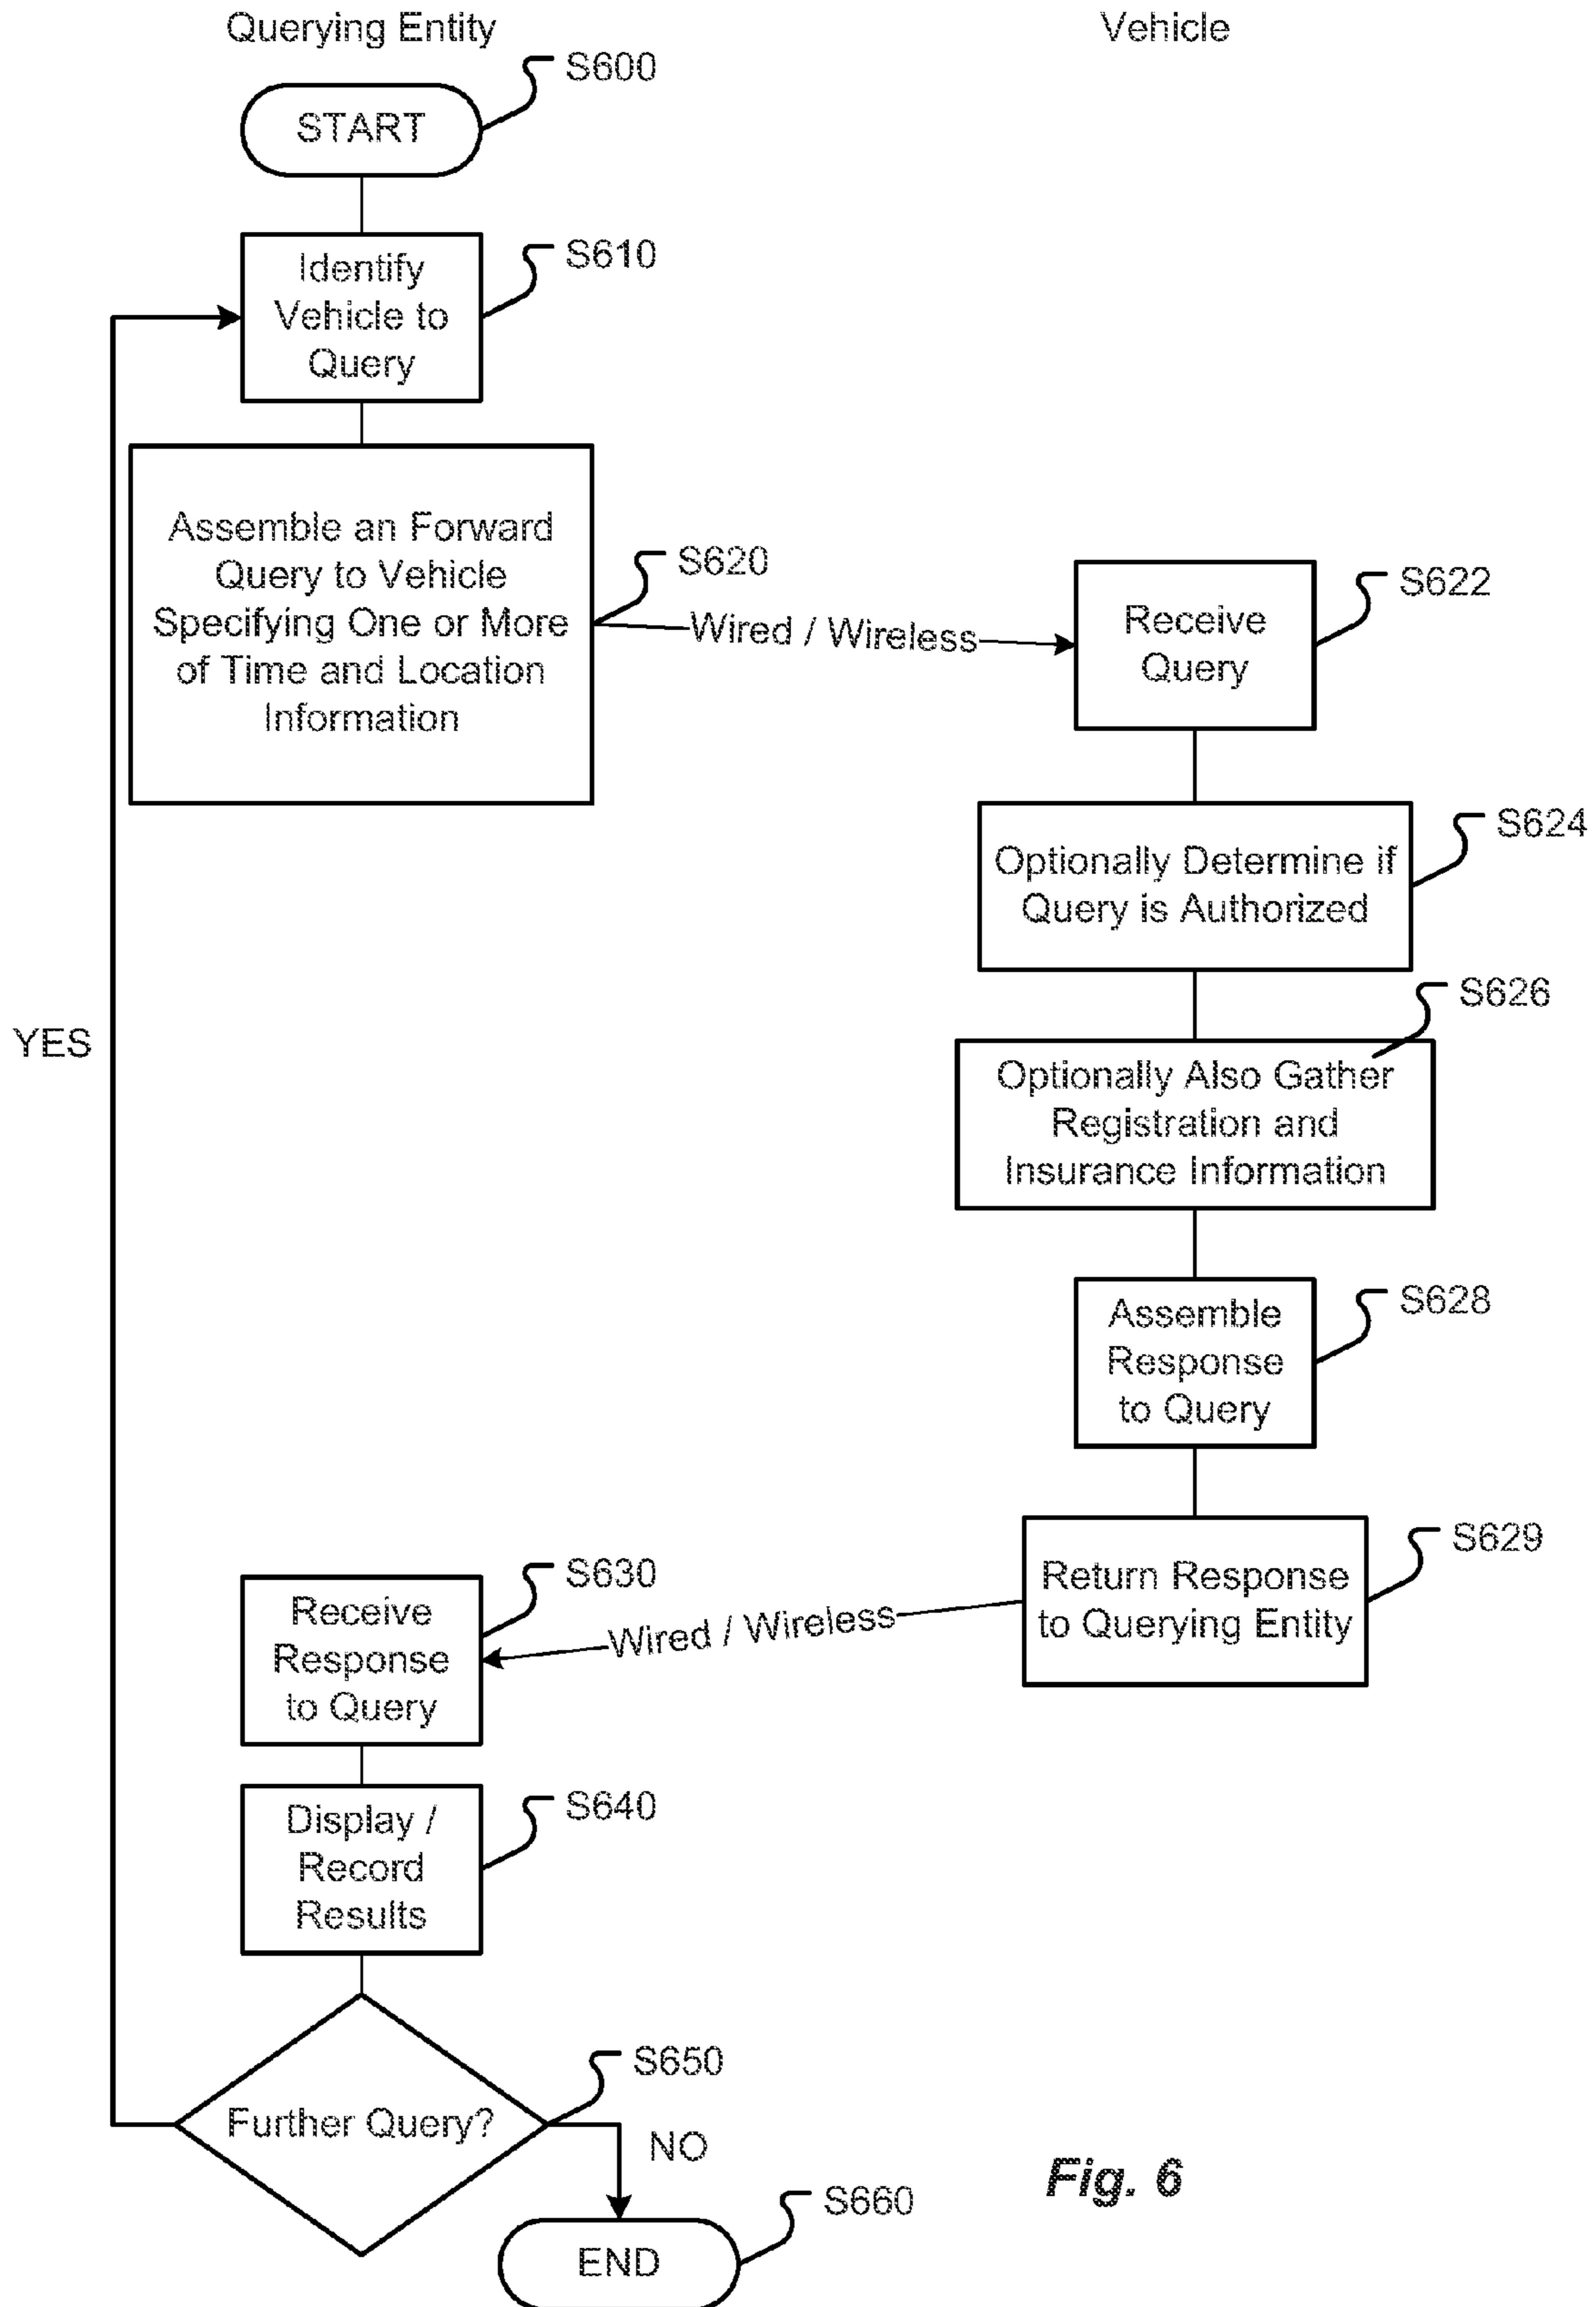 Querying Entity
Vehicle
S600
START
S610
Identify
Vehicle to
Query
Assemble an Forward
Query to Vehicle
Specifying One or More
of Time and Location
Information
S620
Wired / Wireless
S622
Receive
Query
S624
Optionally Determine if
Query is Authorized
S626
YES
Optionally Also Gather
Registration and
Insurance Information
S628
Assemble
Response
to Query
S629
Return Response
to Querying Entity
Wired / Wireless
S630
Receive
Response
to Query
S640
Display /
Record
Results
S650
Further Query?
NO
S660
END
Fig. 6